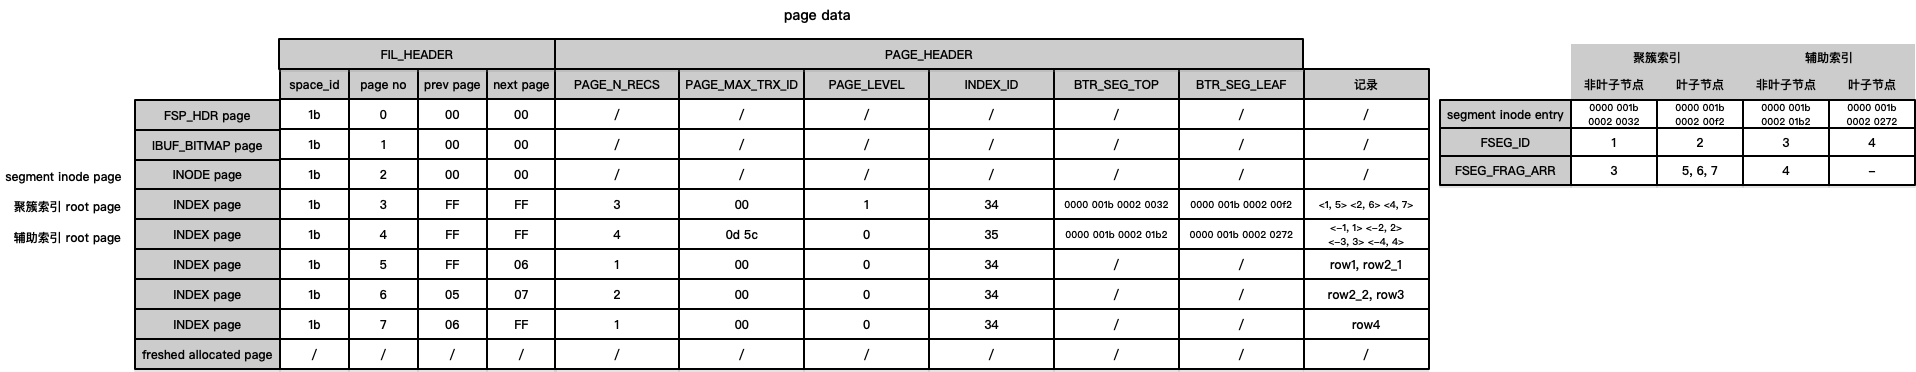 page data
FIL_HEADER PAGE_HEADER
space_id page no prev page next page PAGE_N_RECS PAGE_MAX_TRX_ID PAGE_LEVEL INDEX_ID BTR_SEG_TOP BTR_SEG_LEAF 记录
FSP_HDR page 1b 0 00 00 / / / / / / /
IBUF_BITMAP page 1b 1 00 00 / / / / / / /
segment inode page INODE page 1b 2 00 00 / / / / / / /
聚簇索引 root page INDEX page 1b 3 FF FF 3 00 1 34 0000 001b 0002 0032 0000 001b 0002 00f2 <1, 5> <2, 6> <4, 7>
辅助索引 root page INDEX page 1b 4 FF FF 4 0d 5c 0 35 0000 001b 0002 01b2 0000 001b 0002 0272 <-1, 1> <-2, 2>
<-3, 3> <-4, 4>
INDEX page 1b 5 FF 06 1 00 0 34 / / row1, row2_1
INDEX page 1b 6 05 07 2 00 0 34 / / row2_2, row3
INDEX page 1b 7 06 FF 1 00 0 34 / / row4
freshed allocated page / / / / / / / / / / /
聚簇索引 辅助索引
非叶子节点 叶子节点 非叶子节点 叶子节点
segment inode entry 0000 001b 0000 001b 0000 001b 0000 001b
0002 0032 0002 00f2 0002 01b2 0002 0272
FSEG_ID 1 2 3 4
FSEG_FRAG_ARR 3 5, 6, 7 4 –